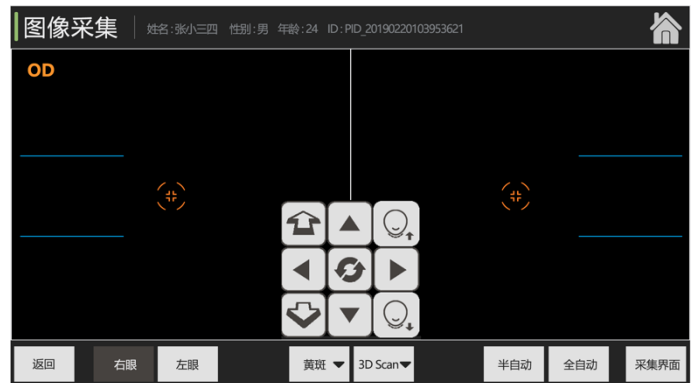 图像采集 姓名:张小三四 性别:男 年龄:24 ID:PID_20190220103953621
OD
返回 右眼 左眼 黄斑 3D Scan 半自动 全自动 采集界面